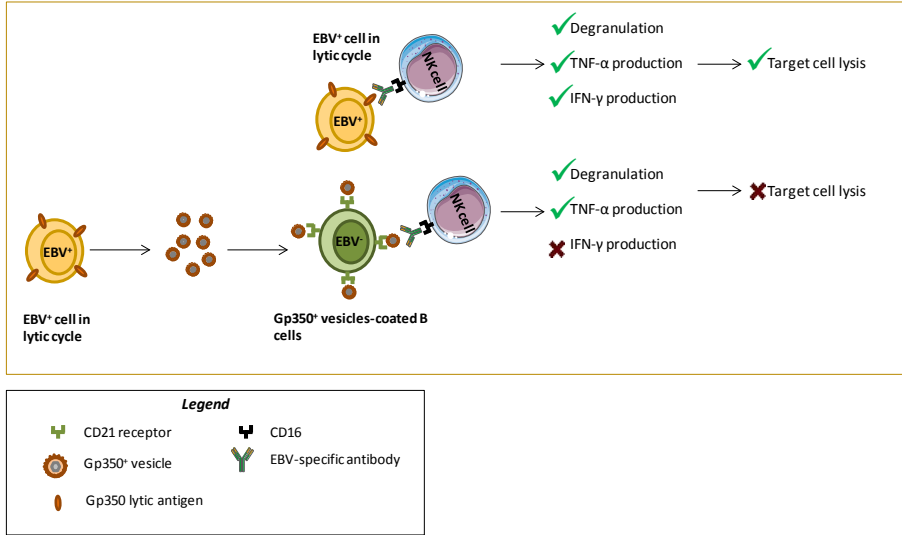 EBV⁺ cell in
lytic cycle
NK cell
EBV⁺
Degranulation
TNF-α production
IFN-γ production
Target cell lysis
EBV⁺
EBV⁺ cell in
lytic cycle
EBV⁻
Gp350⁺ vesicles-coated B
cells
NK cell
Degranulation
TNF-α production
IFN-γ production
Target cell lysis
Legend
CD21 receptor
CD16
Gp350⁺ vesicle
EBV-specific antibody
Gp350 lytic antigen